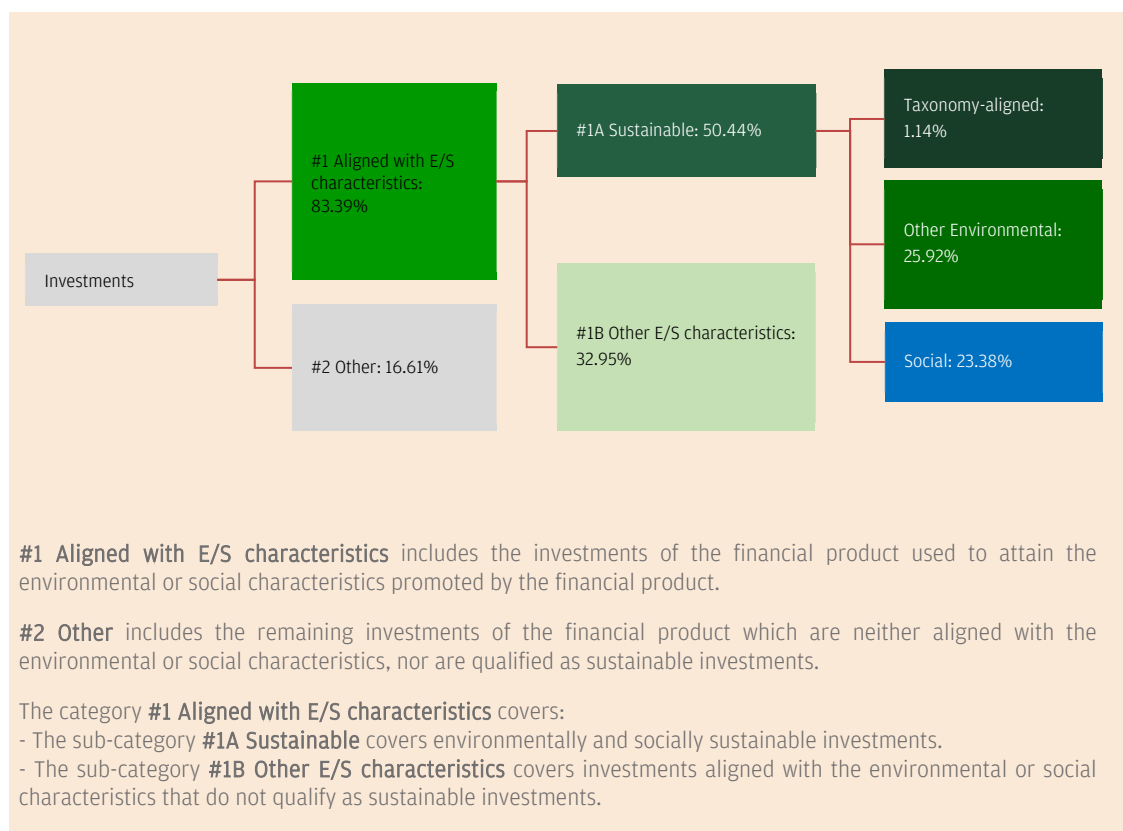 Investments
#1 Aligned with E/S
characteristics:
83.39%
#2 Other: 16.61%
#1A Sustainable: 50.44%
#1B Other E/S characteristics:
32.95%
Taxonomy-aligned:
1.14%
Other Environmental:
25.92%
Social: 23.38%
#1 Aligned with E/S characteristics includes the investments of the financial product used to attain the
environmental or social characteristics promoted by the financial product.
#2 Other includes the remaining investments of the financial product which are neither aligned with the
environmental or social characteristics, nor are qualified as sustainable investments.
The category #1 Aligned with E/S characteristics covers:
- The sub-category #1A Sustainable covers environmentally and socially sustainable investments.
- The sub-category #1B Other E/S characteristics covers investments aligned with the environmental or social
characteristics that do not qualify as sustainable investments.